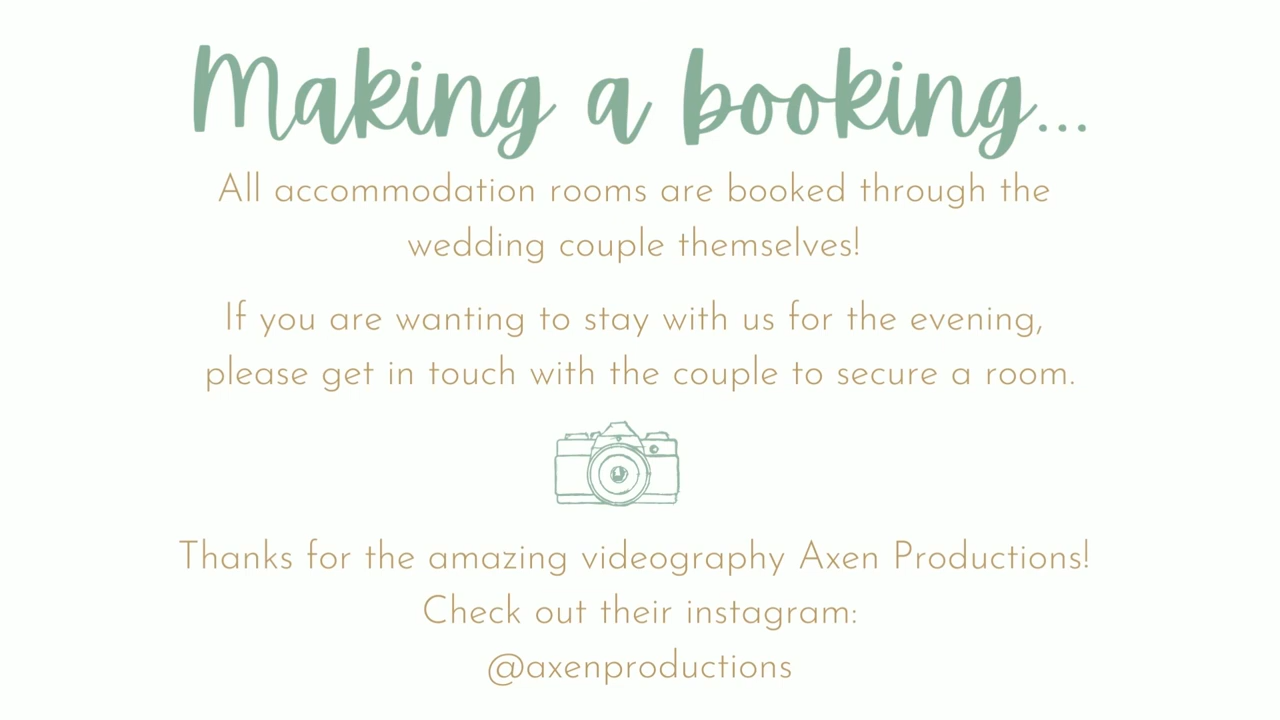 Making a booking...
All accommodation rooms are booked through the
wedding couple themselves!
If you are wanting to stay with us for the evening,
please get in touch with the couple to secure a room.
Thanks for the amazing videography Axen Productions!
Check out their instagram:
@axenproductions